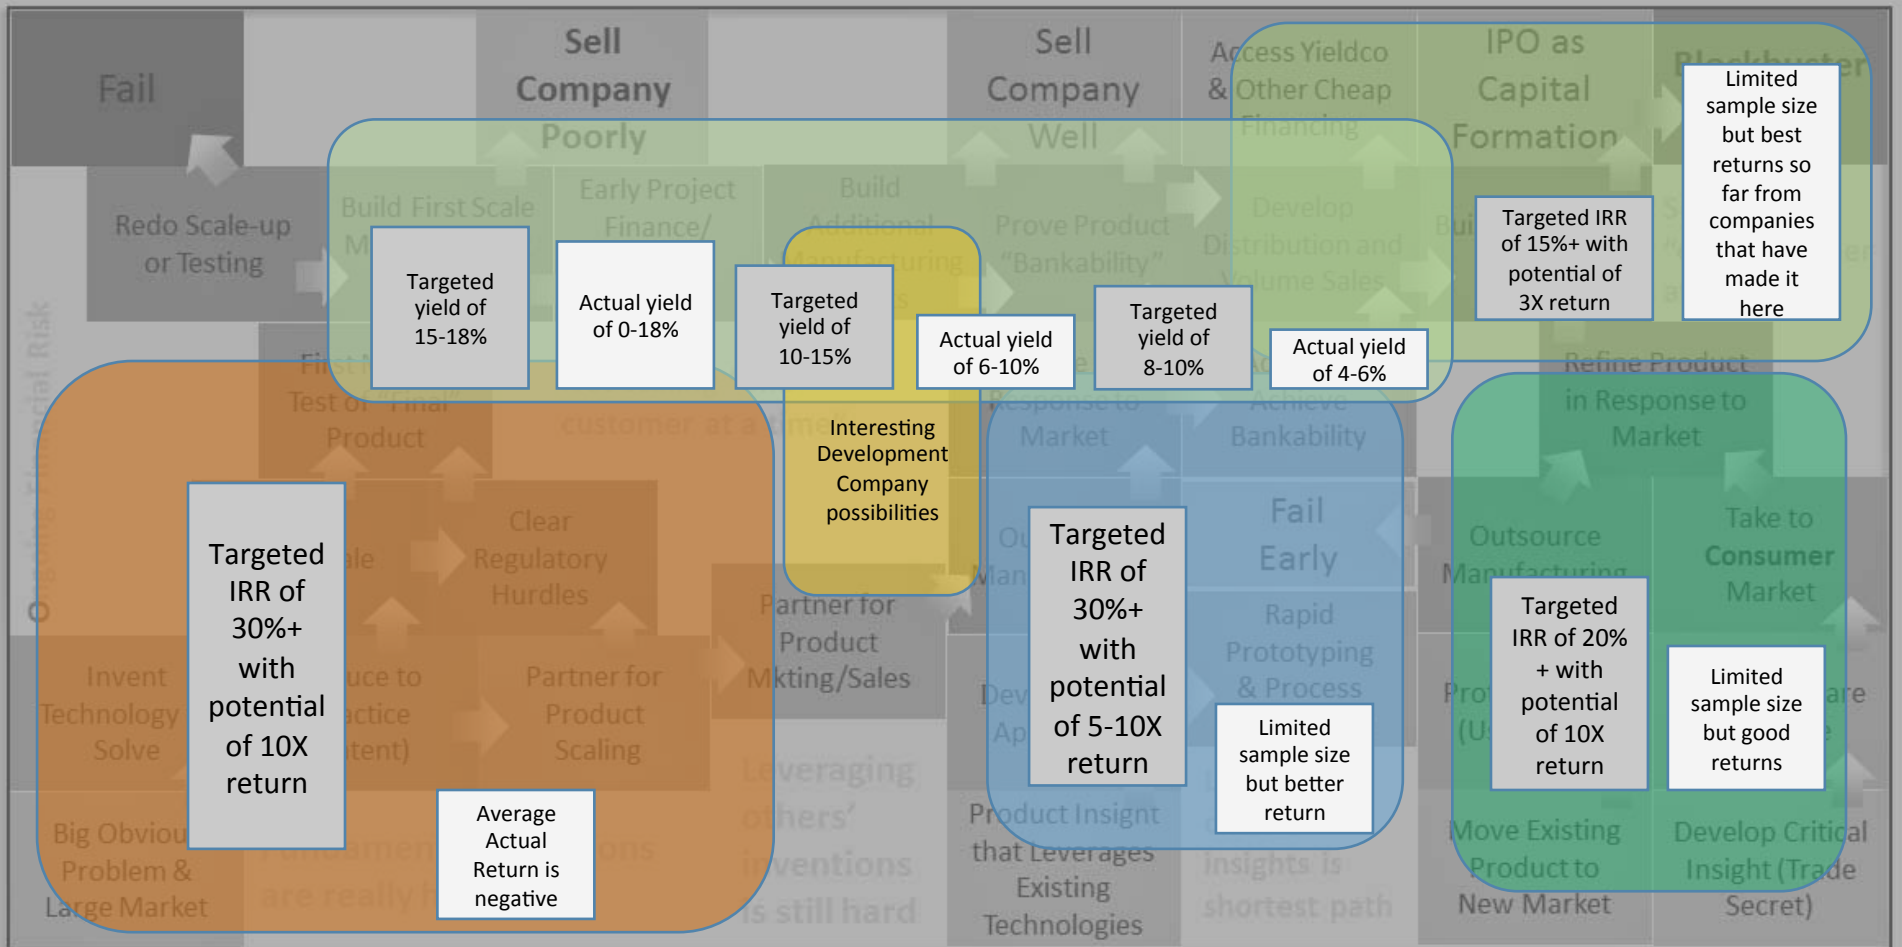 Fail
Sell
Company
Poorly
Sell
Company
Well
Access Yieldco
& Other Cheap
Financing
IPO as
Capital
Formation
Blockbuster
Limited
sample size
but best
returns so
far from
companies
that have
made it
here
Redo Scale-up
or Testing
Build First Scale
Early Project
Finance/
Build
Additional
Manufacturing
Prove Product
"Bankability"
Develop
Distribution and
Volume Sales
Targeted
yield of
15-18%
Actual yield
of 0-18%
Targeted
yield of
10-15%
Actual yield
of 6-10%
Targeted
yield of
8-10%
Actual yield
of 4-6%
Targeted IRR
of 15%+ with
potential of
3X return
Ongoing Financial Risk
Test of "Final"
Product
customer at a time"
Interesting
Development
Company
possibilities
Response to
Market
Achieve
Bankability
Refine Product
in Response to
Market
Targeted
IRR of
30%+
with
potential
of 10X
return
Clear
Regulatory
Hurdles
Partner for
Product
Mkting/Sales
Targeted
IRR of
30%+
with
potential
of 5-10X
return
Fail
Early
Outsource
Manufacturing
Take to
Consumer
Market
Invent
Technology
Solve
Partner for
Product
Scaling
Rapid
Prototyping
& Process
Limited
sample size
but better
return
Targeted
IRR of 20%
+ with
potential
of 10X
return
Limited
sample size
but good
returns
Big Obvious
Problem &
Large Market
are really
Average
Actual
Return is
negative
Leveraging
others'
inventions
is still hard
Product Insight
that Leverages
Existing
Technologies
insights is
shortest path
Move Existing
Product to
New Market
Develop Critical
Insight (Trade
Secret)